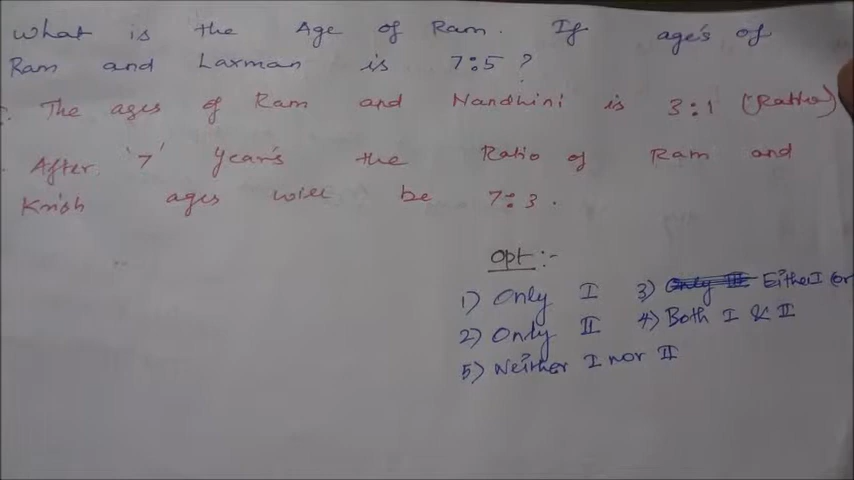 What is the Age of Ram. If age's of
Ram and Laxman is 7:5 ?
The ages of Ram and Nandhini is 3:1 (Ratio)
After '7' Year's the Ratio of Ram and
Krish ages will be 7:3.
Opt :-
1) Only I 3) Either I or
2) Only II 4) Both I & II
5) Neither I nor II